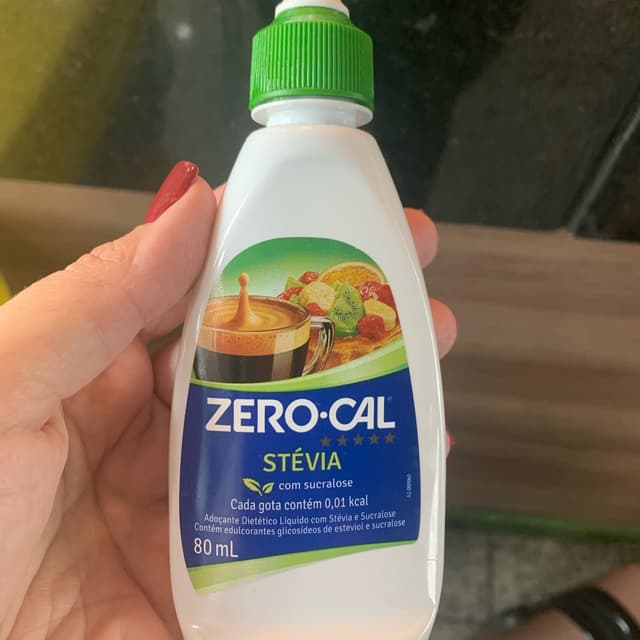 ZERO-CAL
STÉVIA
com sucralose
Cada gota contém 0,01 kcal
Adoçante Dietético Líquido com Stévia e Sucralose
Contém edulcorantes glicosídeos de esteviol e sucralose
80 mL